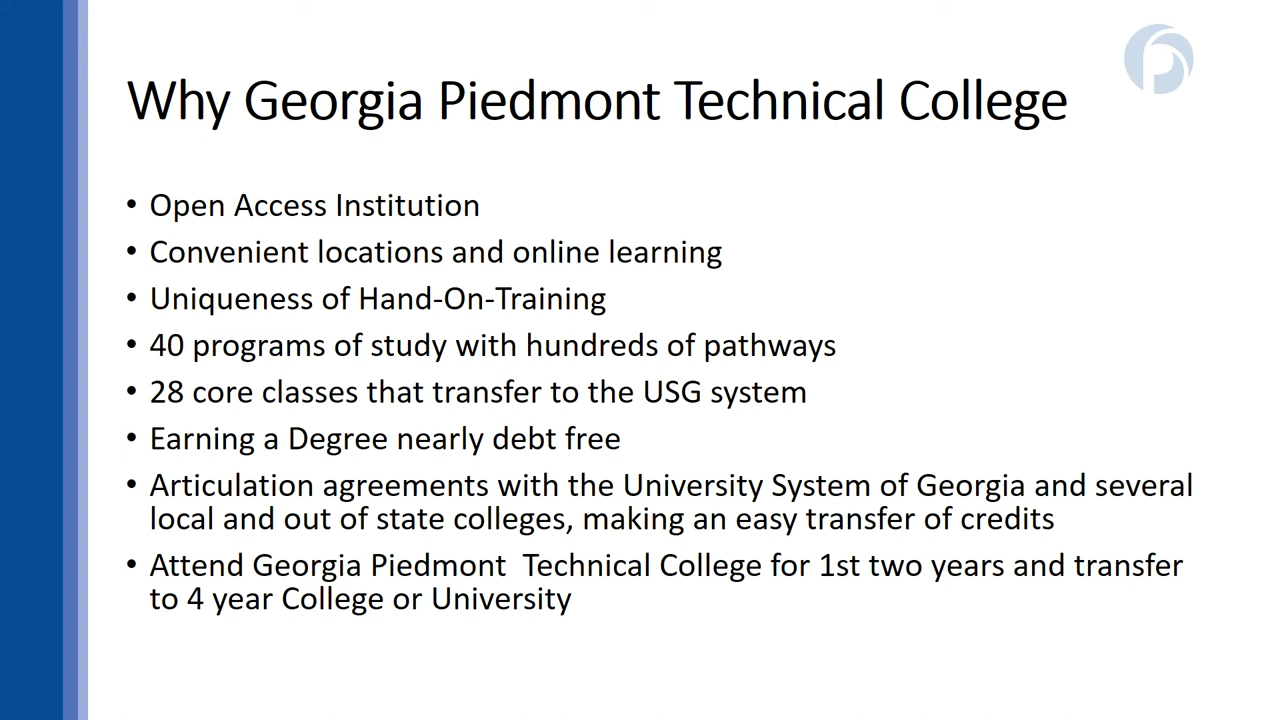 Why Georgia Piedmont Technical College
• Open Access Institution
• Convenient locations and online learning
• Uniqueness of Hand-On-Training
• 40 programs of study with hundreds of pathways
• 28 core classes that transfer to the USG system
• Earning a Degree nearly debt free
• Articulation agreements with the University System of Georgia and several
local and out of state colleges, making an easy transfer of credits
• Attend Georgia Piedmont  Technical College for 1st two years and transfer
to 4 year College or University